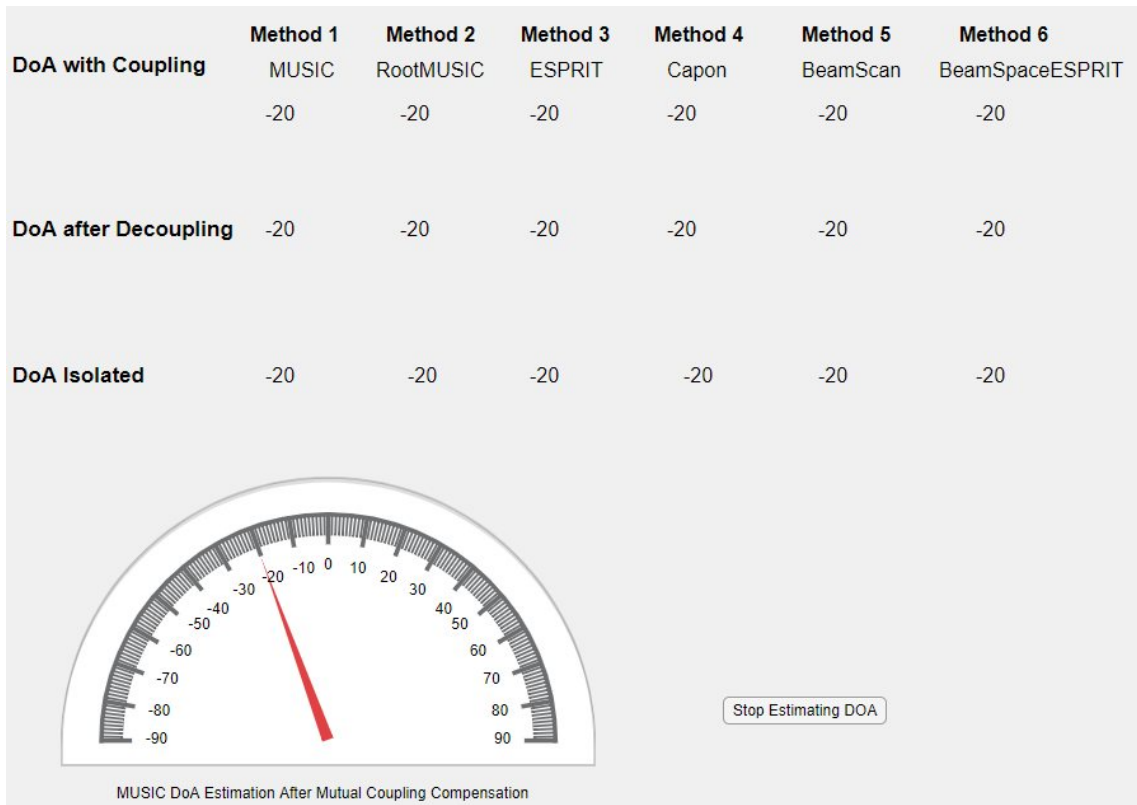 Method 1 Method 2 Method 3 Method 4 Method 5 Method 6
DoA with Coupling MUSIC RootMUSIC ESPRIT Capon BeamScan BeamSpaceESPRIT
-20 -20 -20 -20 -20 -20
DoA after Decoupling -20 -20 -20 -20 -20 -20
DoA Isolated -20 -20 -20 -20 -20 -20
-90 -80 -70 -60 -50 -40 -30 -20 -10 0 10 20 30 40 50 60 70 80 90
Stop Estimating DOA
MUSIC DoA Estimation After Mutual Coupling Compensation